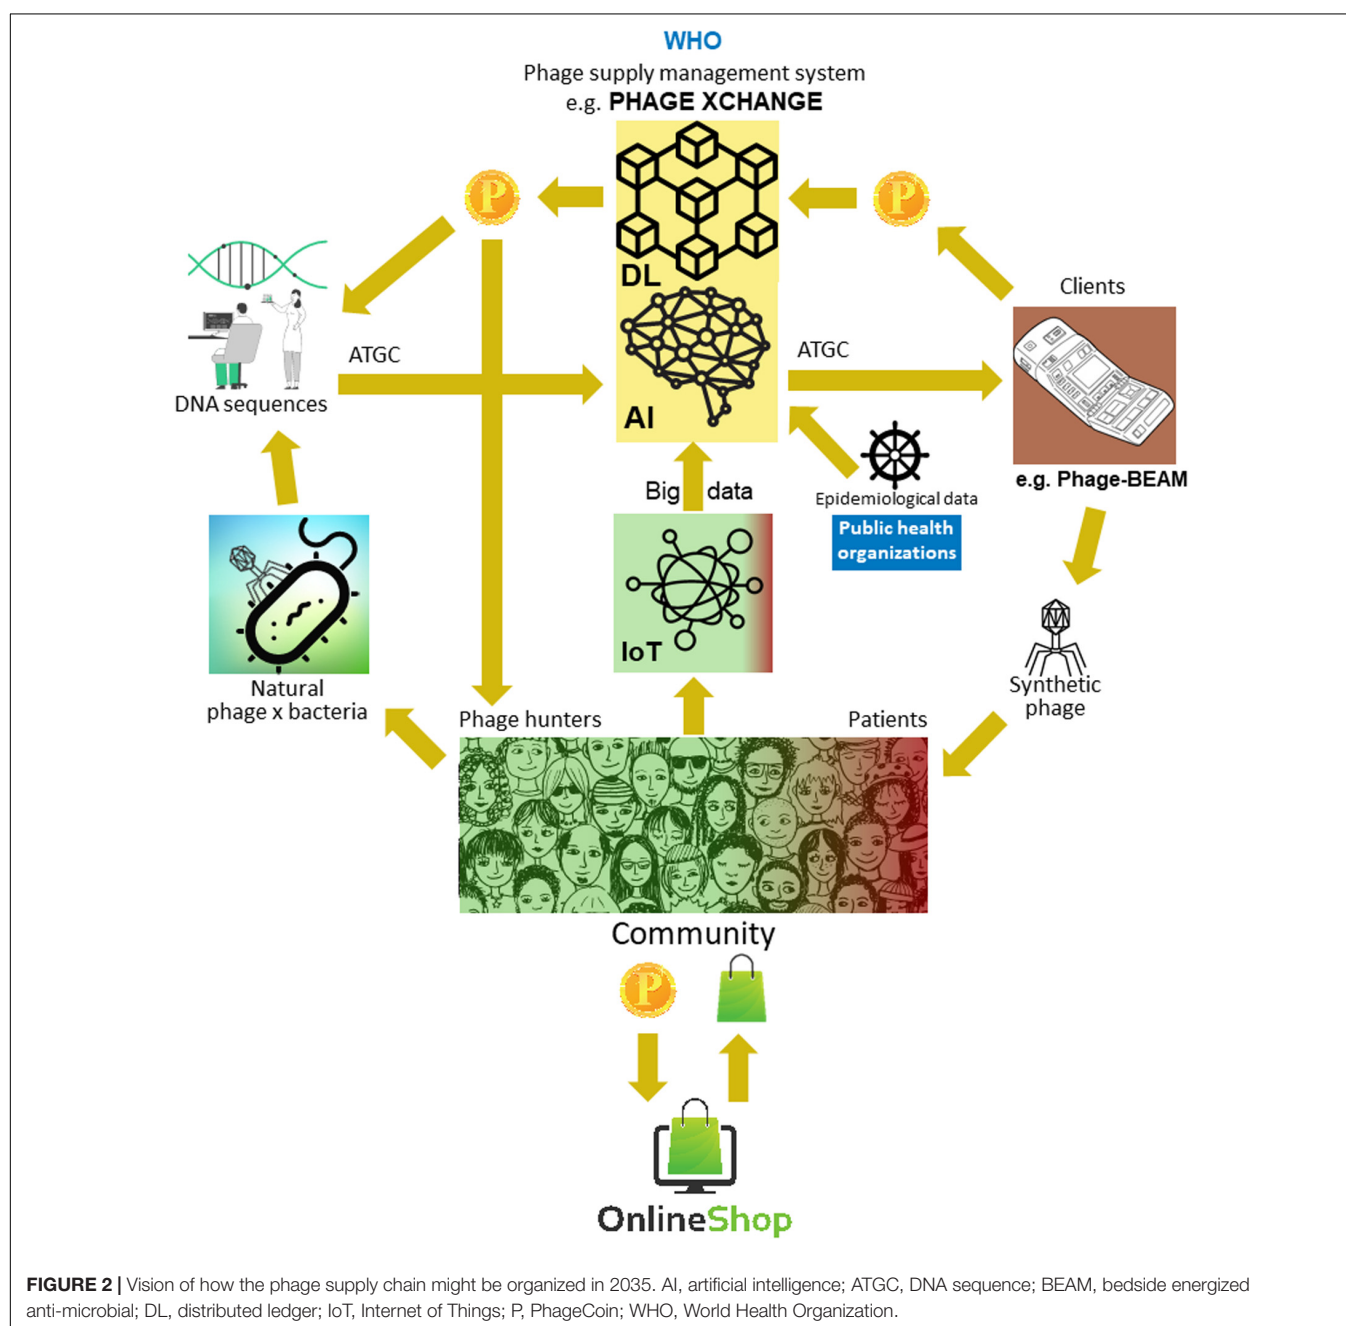 WHO
Phage supply management system
e.g. PHAGE XCHANGE
P
P
DL
Clients
ATGC
ATGC
DNA sequences
AI
e.g. Phage-BEAM
Big data
Epidemiological data
Public health
organizations
IoT
Natural
phage x bacteria
Synthetic
phage
Phage hunters
Patients
Community
P
OnlineShop
FIGURE 2 | Vision of how the phage supply chain might be organized in 2035. AI, artificial intelligence; ATGC, DNA sequence; BEAM, bedside energized
anti-microbial; DL, distributed ledger; IoT, Internet of Things; P, PhageCoin; WHO, World Health Organization.